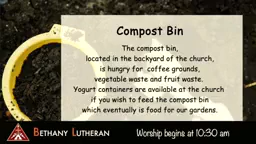 Compost Bin
The compost bin,
located in the backyard of the church,
is hungry for coffee grounds,
vegetable waste and fruit waste.
Yogurt containers are available at the church
if you wish to feed the compost bin
which eventually is food for our gardens.
BETHANY LUTHERAN
Worship begins at 10:30 am